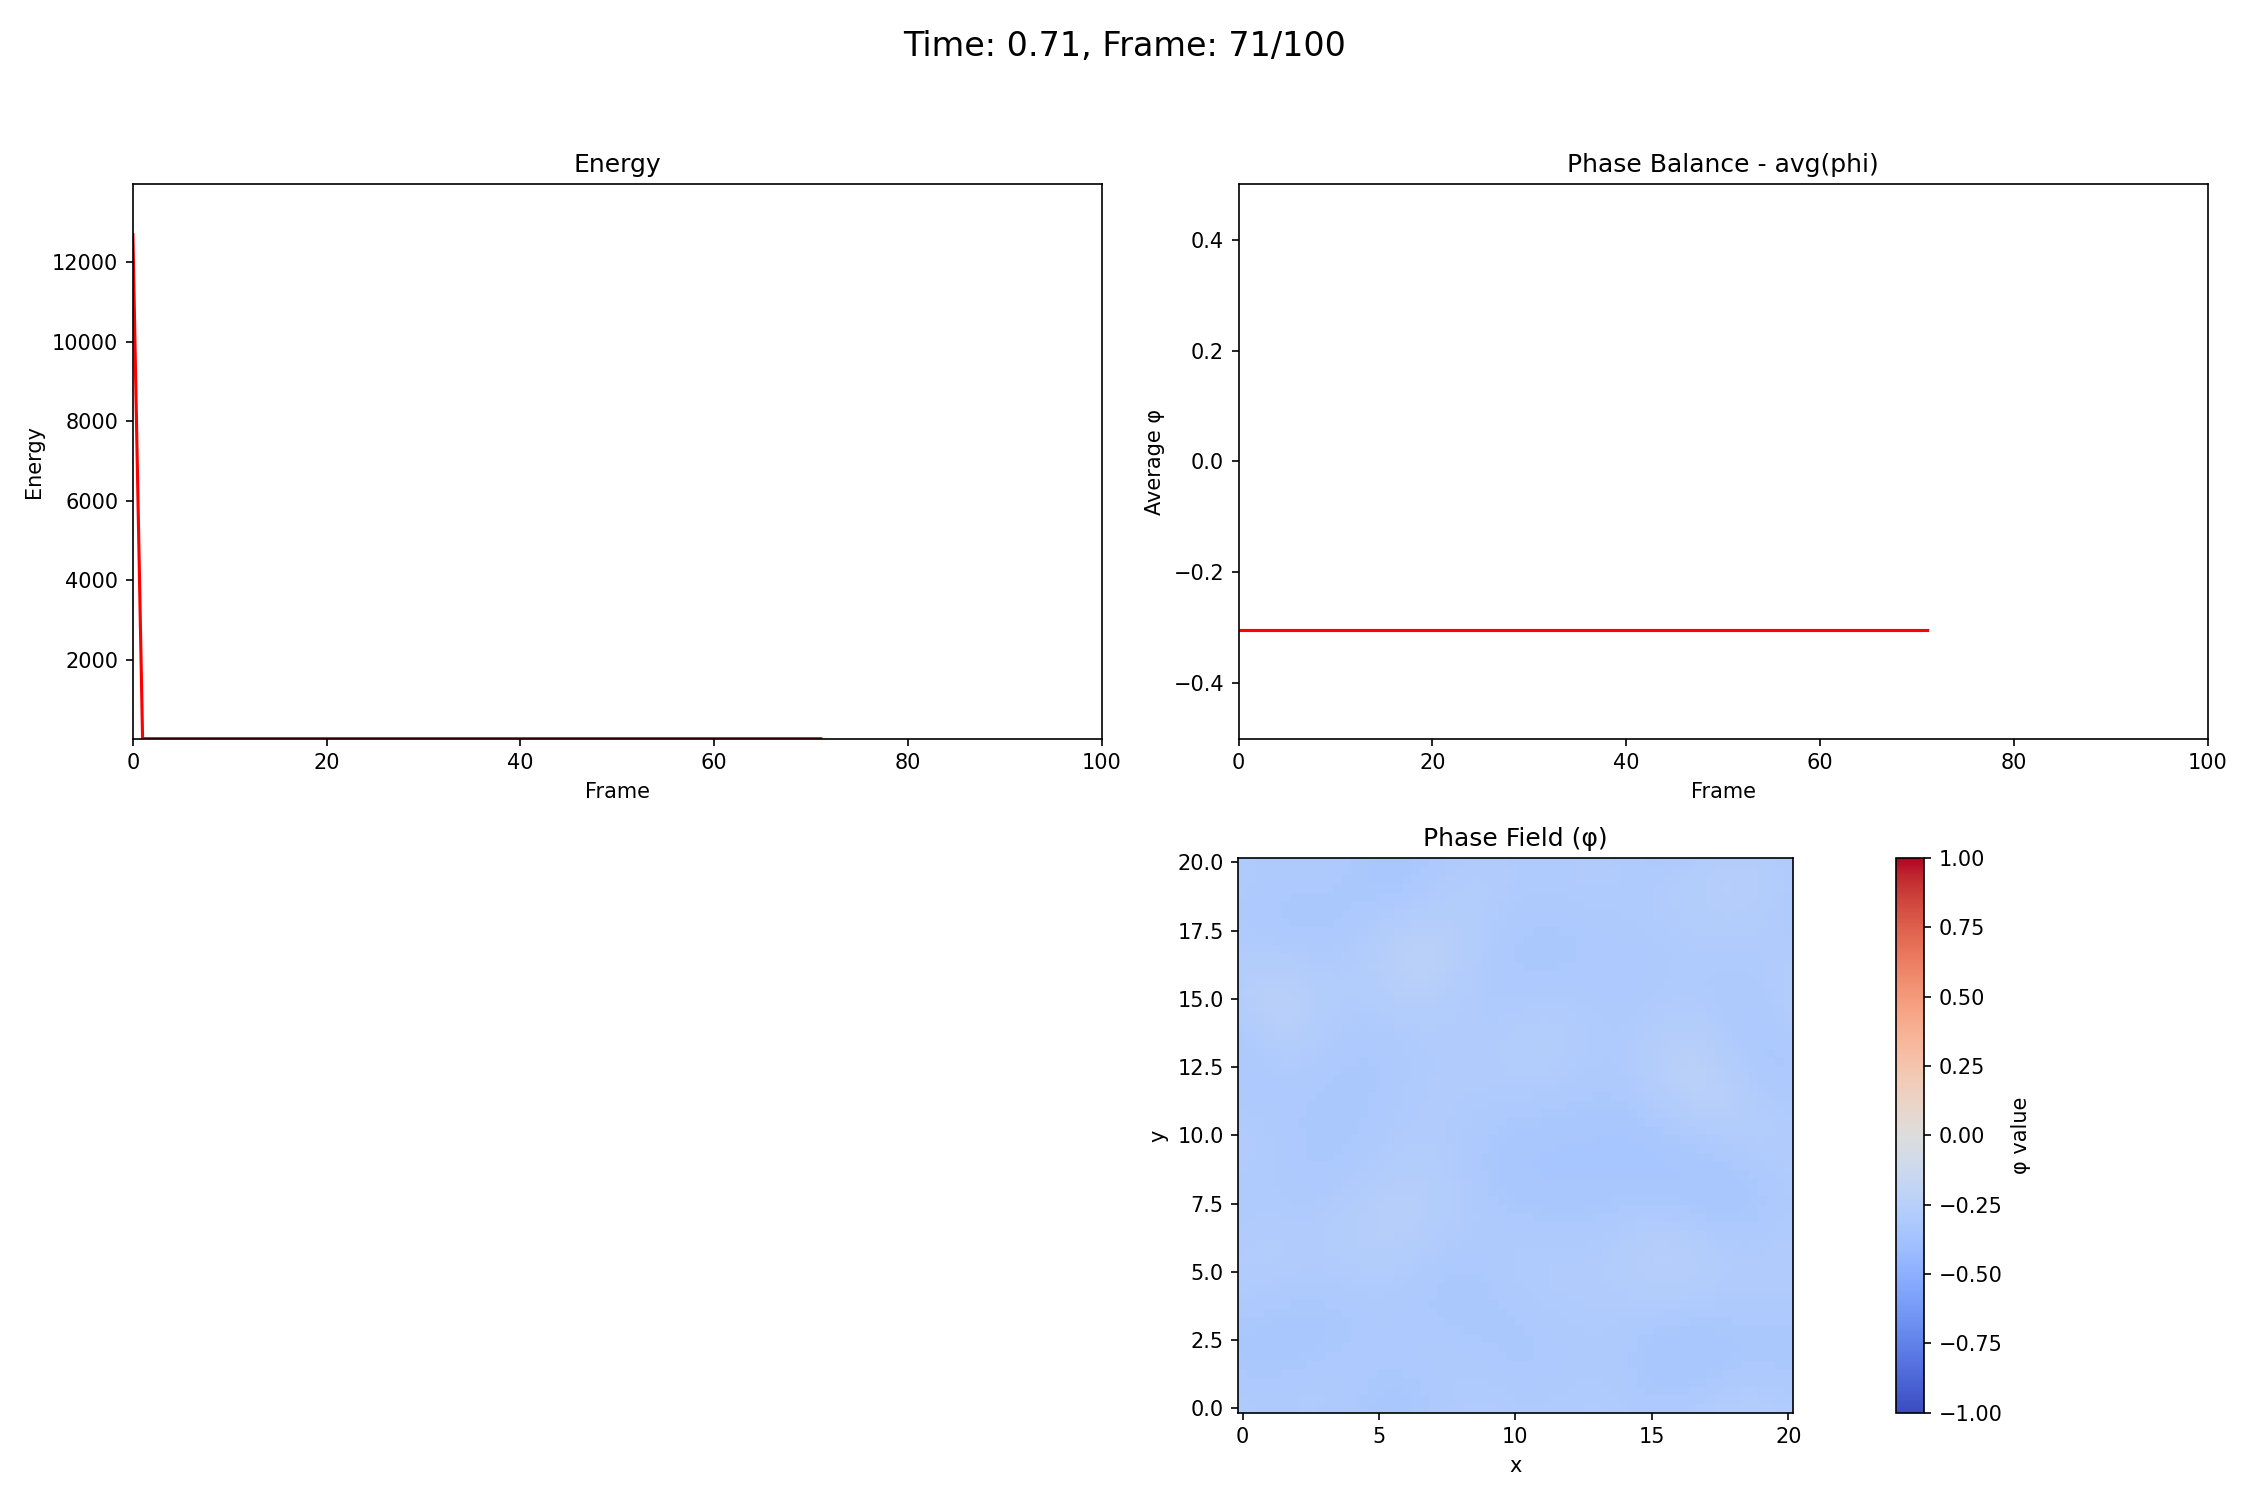 Time: 0.71, Frame: 71/100
Energy
12000
10000
8000
6000
4000
2000
Energy
0 20 40 60 80 100
Frame
Phase Balance - avg(phi)
0.4
0.2
0.0
−0.2
−0.4
Average φ
0 20 40 60 80 100
Frame
Phase Field (φ)
20.0
17.5
15.0
12.5
10.0
7.5
5.0
2.5
0.0
y
0 5 10 15 20
x
1.00
0.75
0.50
0.25
0.00
−0.25
−0.50
−0.75
−1.00
φ value